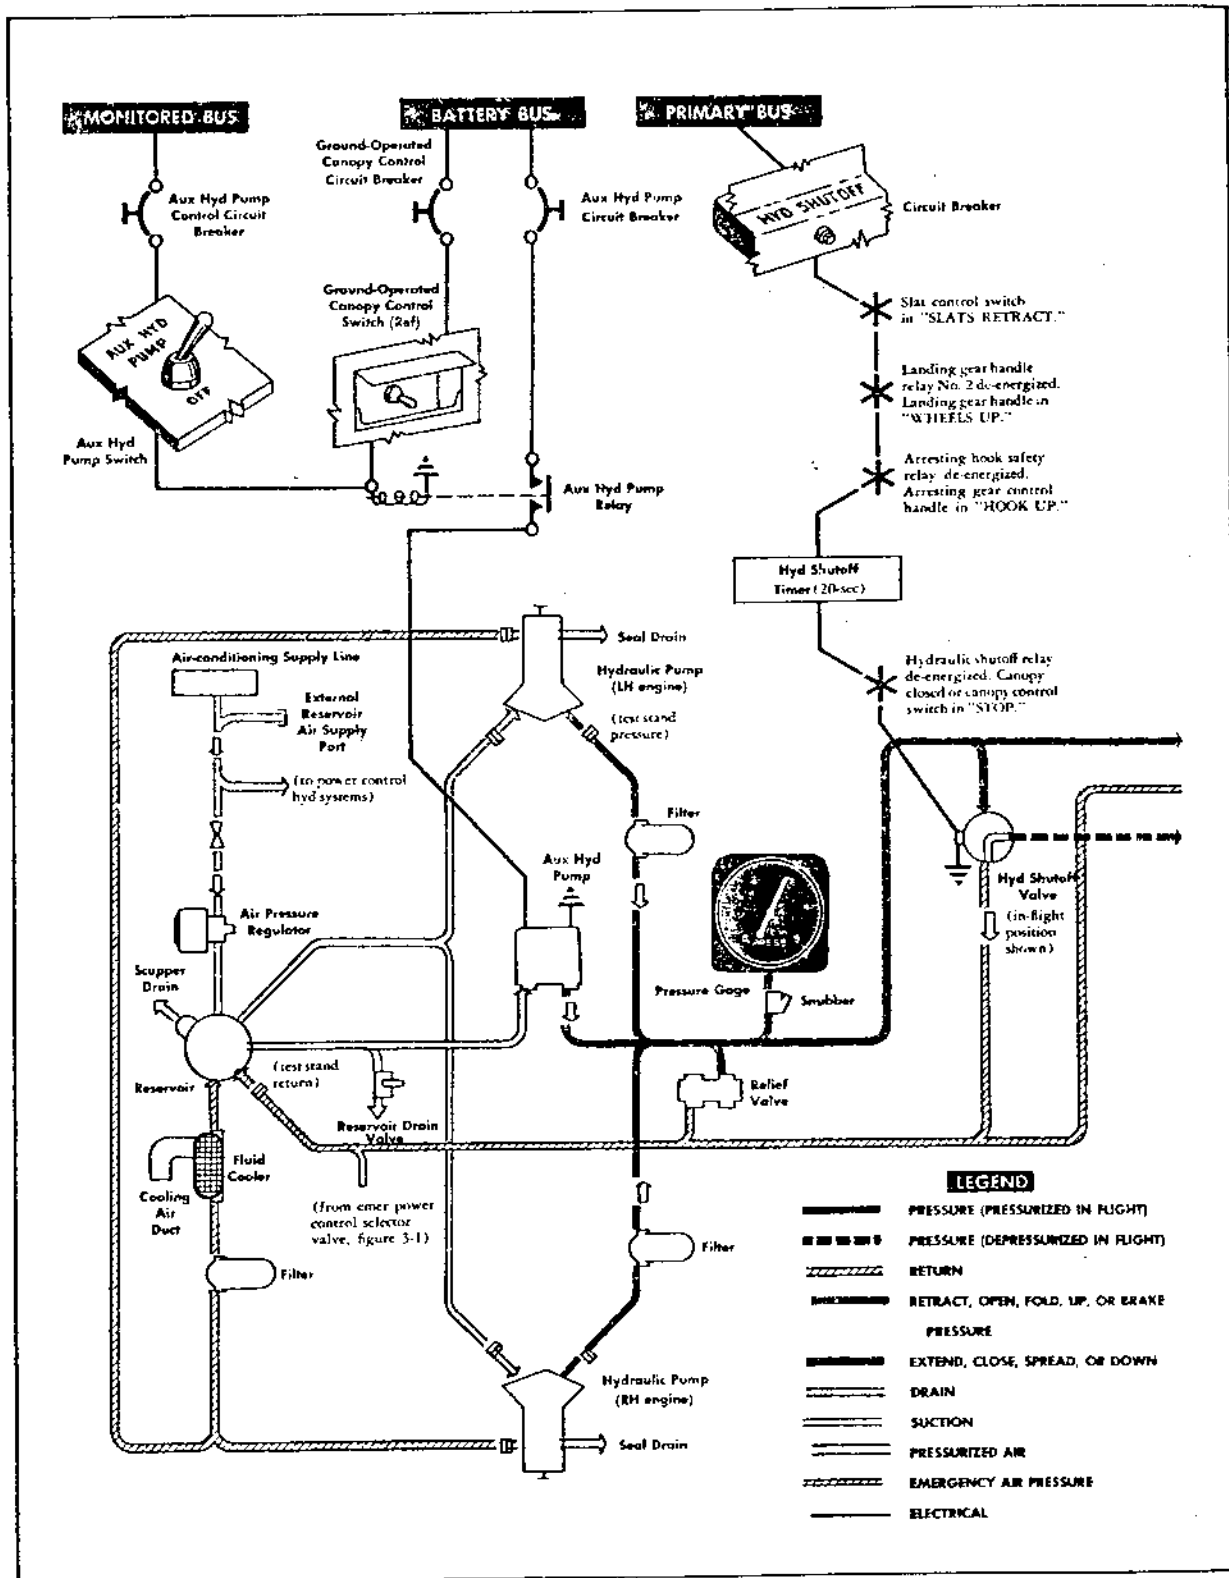 MONITORED BUS
BATTERY BUS
PRIMARY BUS
Ground-Operated
Canopy Control
Circuit Breaker
Aux Hyd Pump
Control Circuit
Breaker
Aux Hyd Pump
Circuit Breaker
HYD SHUTOFF
Circuit Breaker
Ground-Operated
Canopy Control
Switch (Ref)
AUX HYD
PUMP
OFF
Aux Hyd
Pump Switch
Slat control switch
in "SLATS RETRACT."
Landing gear handle
relay No. 2 de-energized.
Landing gear handle in
"WHEELS UP."
Arresting hook safety
relay de-energized.
Arresting gear control
handle in "HOOK UP."
Aux Hyd Pump
Relay
Hyd Shutoff
Timer (20-sec)
Seal Drain
Air-conditioning Supply Line
Hydraulic Pump
(LH engine)
Hydraulic shutoff relay
de-energized. Canopy
closed or canopy control
switch in "STOP."
External
Reservoir
Air Supply
Port
(test stand
pressure)
(to power control
hyd systems)
Filter
Aux Hyd
Pump
Hyd Shutoff
Valve
(in-flight
position
shown)
Air Pressure
Regulator
Scupper
Drain
Pressure Gage
Snubber
Reservoir
(test stand
return)
Relief
Valve
Reservoir Drain
Valve
Fluid
Cooler
Cooling
Air
Duct
(from emer power
control selector
valve, figure 3-1)
Filter
Filter
Hydraulic Pump
(RH engine)
Seal Drain
LEGEND
PRESSURE (PRESSURIZED IN FLIGHT)
PRESSURE (DEPRESSURIZED IN FLIGHT)
RETURN
RETRACT, OPEN, FOLD, UP, OR BRAKE
PRESSURE
EXTEND, CLOSE, SPREAD, OR DOWN
DRAIN
SUCTION
PRESSURIZED AIR
EMERGENCY AIR PRESSURE
ELECTRICAL